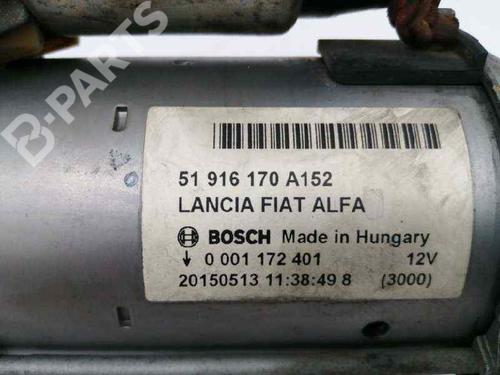 B-PARTS
51 916 170 A152
LANCIA FIAT ALFA
BOSCH Made in Hungary
0 001 172 401 12V
20150513 11:38:49 8 (3000)